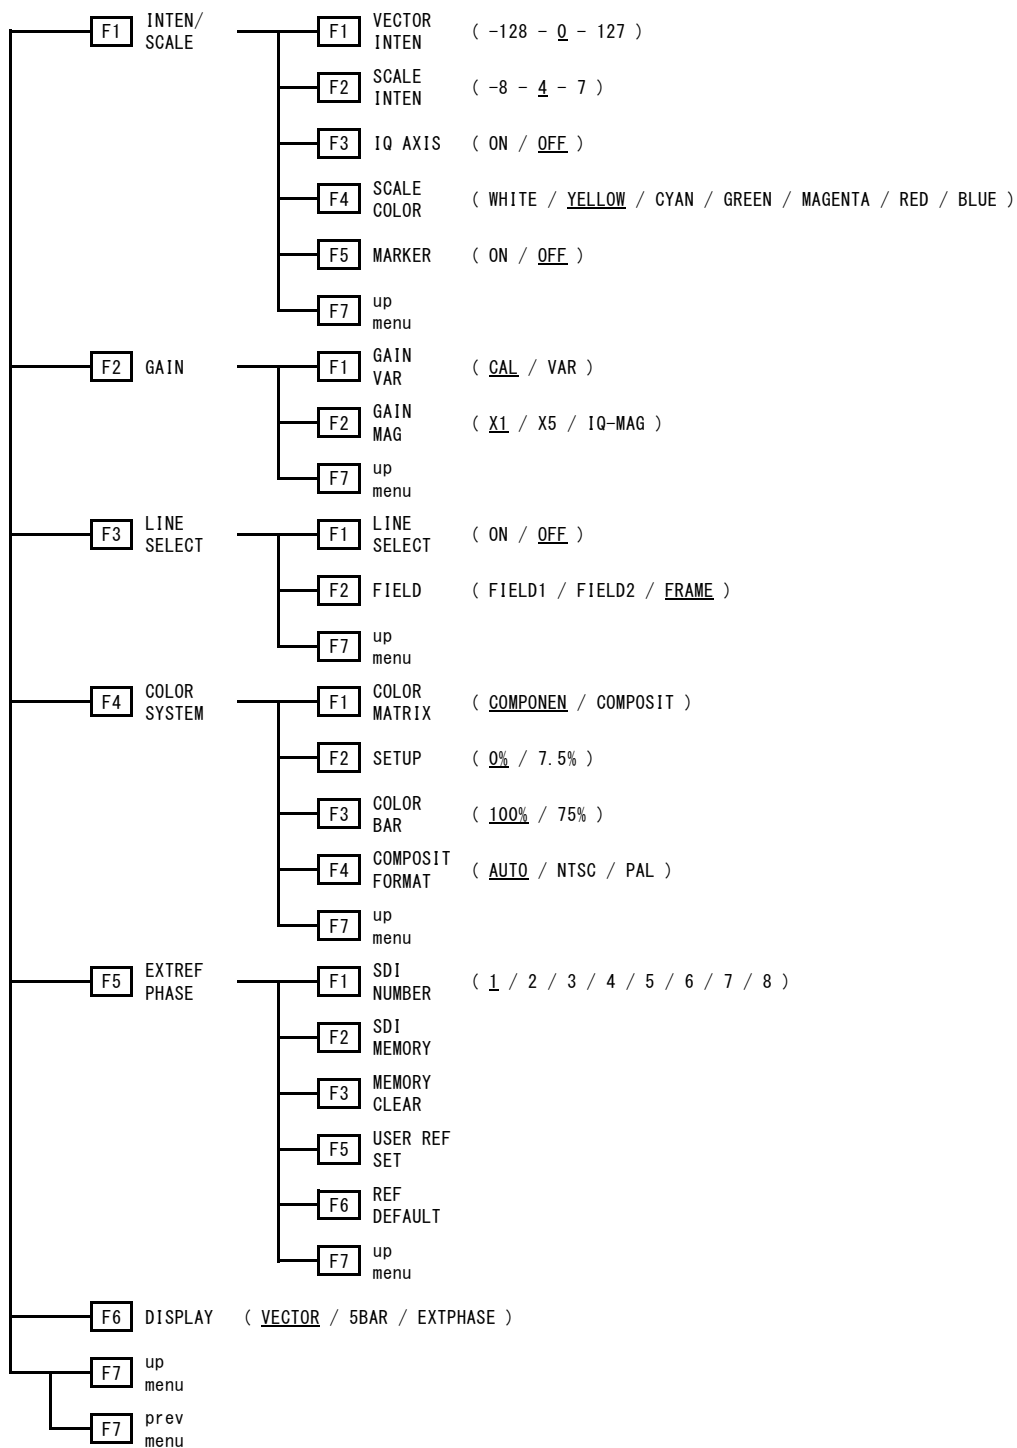 F1 INTEN/
SCALE
F1 VECTOR
INTEN ( -128 - 0 - 127 )
F2 SCALE
INTEN ( -8 - 4 - 7 )
F3 IQ AXIS ( ON / OFF )
F4 SCALE
COLOR ( WHITE / YELLOW / CYAN / GREEN / MAGENTA / RED / BLUE )
F5 MARKER ( ON / OFF )
F7 up
menu
F2 GAIN
F1 GAIN
VAR ( CAL / VAR )
F2 GAIN
MAG ( X1 / X5 / IQ-MAG )
F7 up
menu
F3 LINE
SELECT
F1 LINE
SELECT ( ON / OFF )
F2 FIELD ( FIELD1 / FIELD2 / FRAME )
F7 up
menu
F4 COLOR
SYSTEM
F1 COLOR
MATRIX ( COMPONEN / COMPOSIT )
F2 SETUP ( 0% / 7.5% )
F3 COLOR
BAR ( 100% / 75% )
F4 COMPOSIT
FORMAT ( AUTO / NTSC / PAL )
F7 up
menu
F5 EXTREF
PHASE
F1 SDI
NUMBER ( 1 / 2 / 3 / 4 / 5 / 6 / 7 / 8 )
F2 SDI
MEMORY
F3 MEMORY
CLEAR
F5 USER REF
SET
F6 REF
DEFAULT
F7 up
menu
F6 DISPLAY ( VECTOR / 5BAR / EXTPHASE )
F7 up
menu
F7 prev
menu